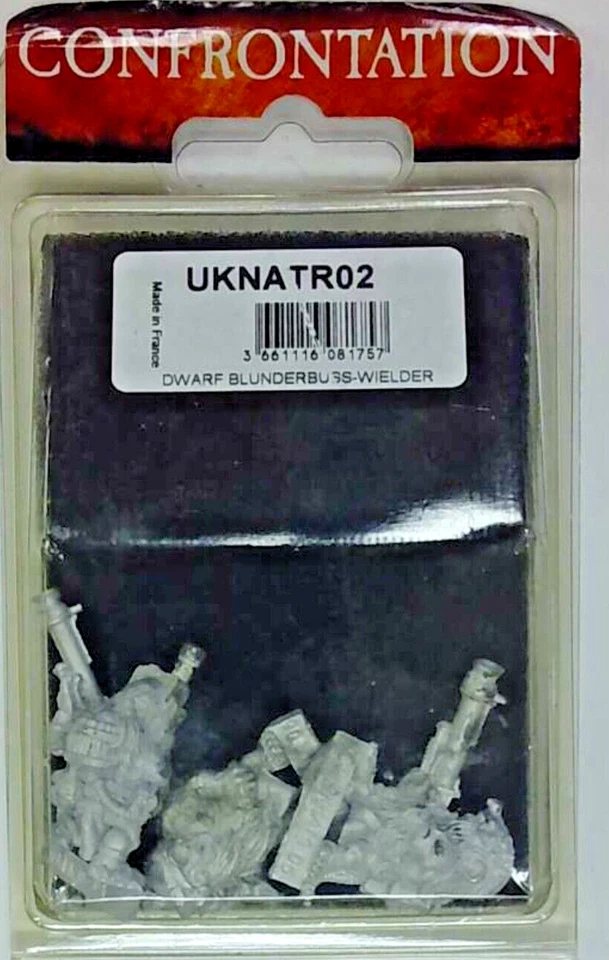 CONFRONTATION
UKNATR02
Made in France
3 661116 081757
DWARF BLUNDERBUSS-WIELDER